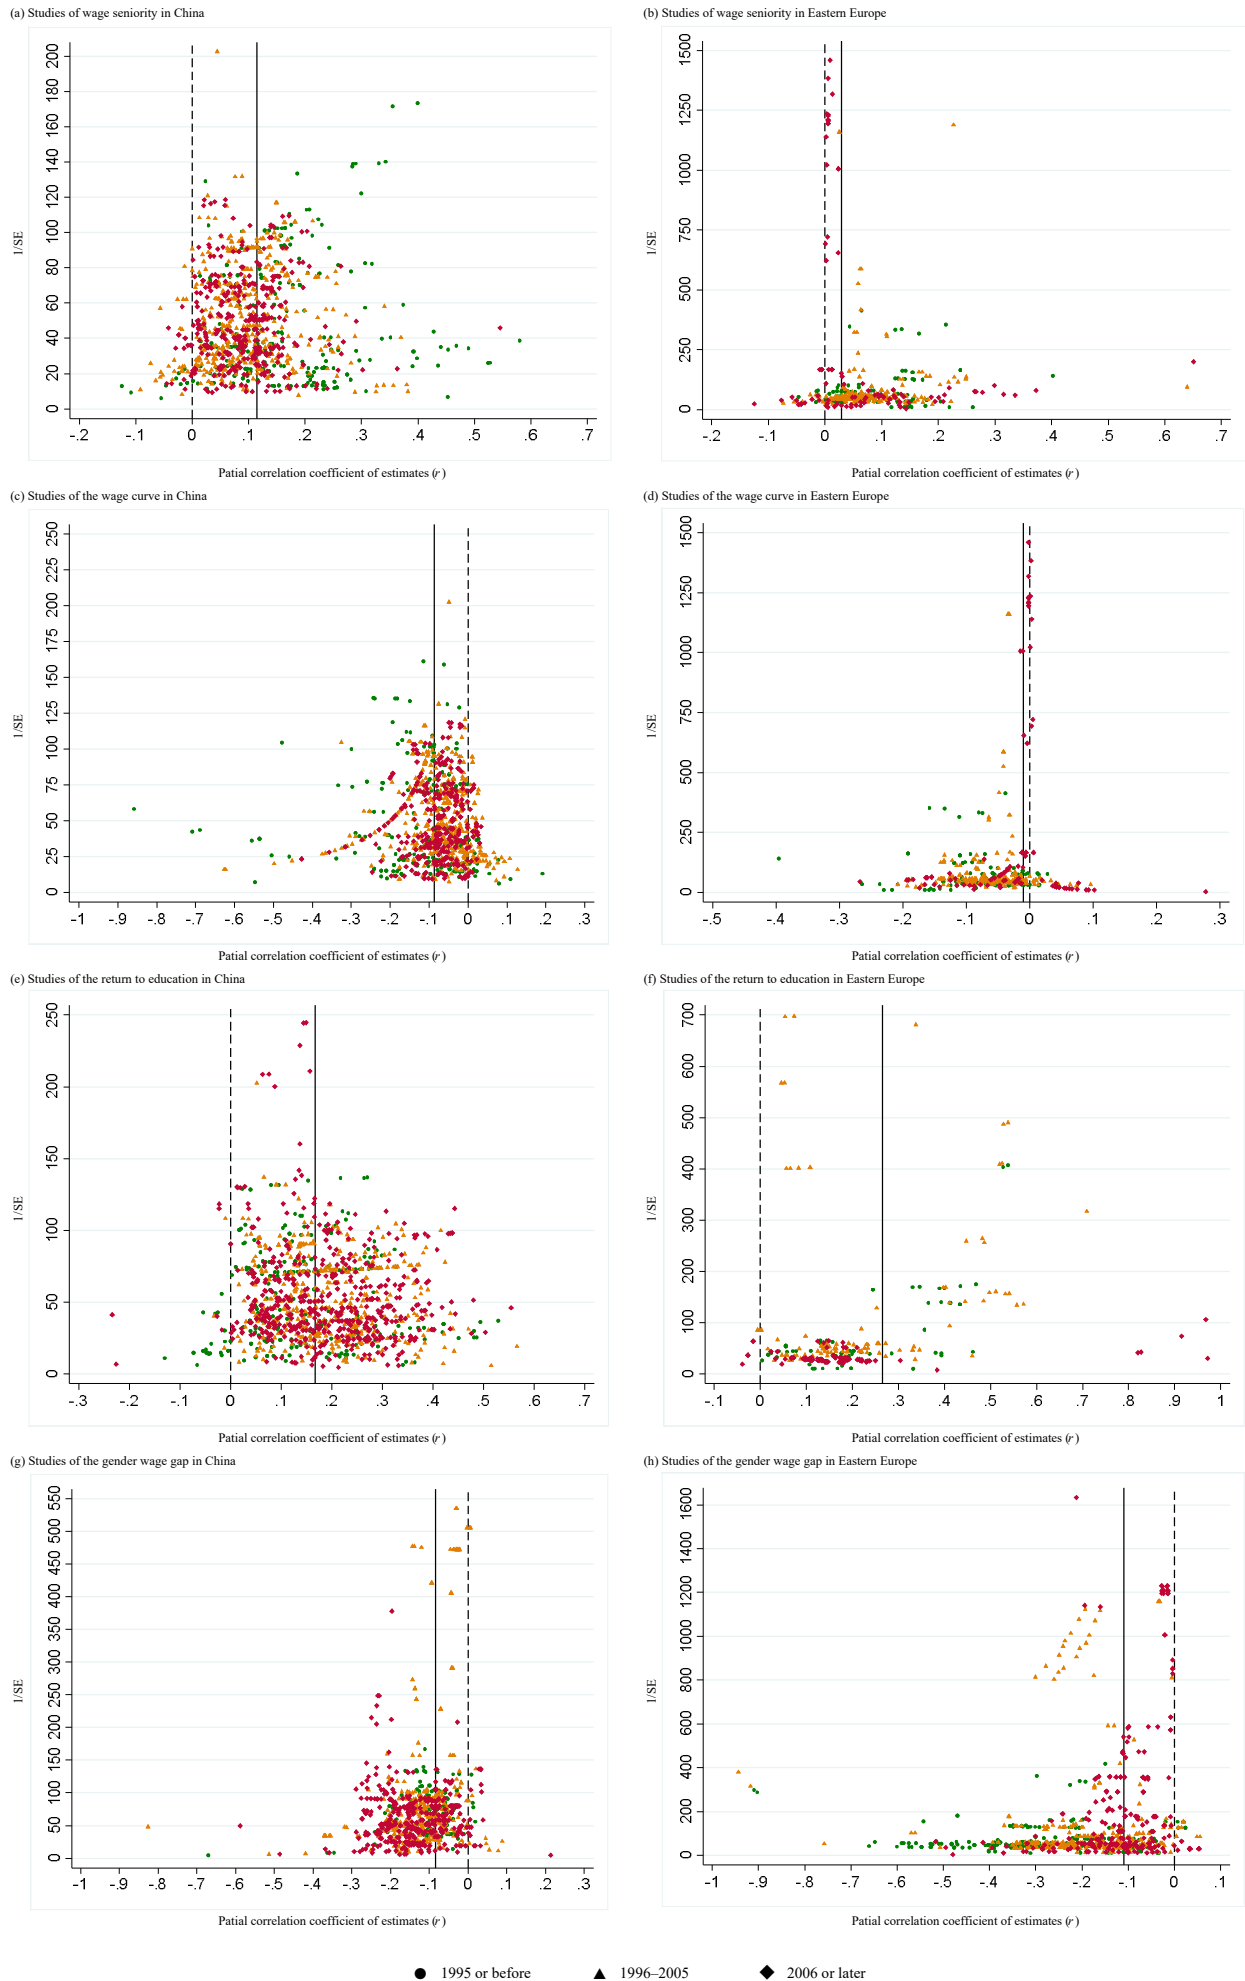 (a) Studies of wage seniority in China
(b) Studies of wage seniority in Eastern Europe
1/SE
0 20 40 60 80 100 120 140 160 180 200
-.2 -.1 0 .1 .2 .3 .4 .5 .6 .7
Patial correlation coefficient of estimates (r)
1/SE
0 250 500 750 1000 1250 1500
-.2 -.1 0 .1 .2 .3 .4 .5 .6 .7
Patial correlation coefficient of estimates (r)
(c) Studies of the wage curve in China
(d) Studies of the wage curve in Eastern Europe
1/SE
0 25 50 75 100 125 150 175 200 225 250
-1 -.9 -.8 -.7 -.6 -.5 -.4 -.3 -.2 -.1 0 .1 .2 .3
Patial correlation coefficient of estimates (r)
1/SE
0 250 500 750 1000 1250 1500
-.5 -.4 -.3 -.2 -.1 0 .1 .2 .3
Patial correlation coefficient of estimates (r)
(e) Studies of the return to education in China
(f) Studies of the return to education in Eastern Europe
1/SE
0 50 100 150 200 250
-.3 -.2 -.1 0 .1 .2 .3 .4 .5 .6 .7
Patial correlation coefficient of estimates (r)
1/SE
0 100 200 300 400 500 600 700
-.1 0 .1 .2 .3 .4 .5 .6 .7 .8 .9 1
Patial correlation coefficient of estimates (r)
(g) Studies of the gender wage gap in China
(h) Studies of the gender wage gap in Eastern Europe
1/SE
0 50 100 150 200 250 300 350 400 450 500 550
-1 -.9 -.8 -.7 -.6 -.5 -.4 -.3 -.2 -.1 0 .1 .2 .3
Patial correlation coefficient of estimates (r)
1/SE
0 200 400 600 800 1000 1200 1400 1600
-1 -.9 -.8 -.7 -.6 -.5 -.4 -.3 -.2 -.1 0 .1
Patial correlation coefficient of estimates (r)
1995 or before 1996–2005 2006 or later